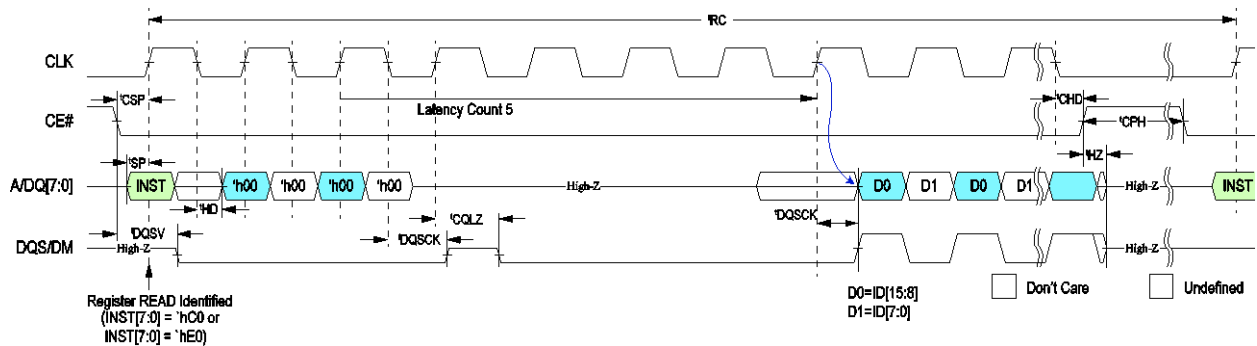 tRC
CLK
tCSP
Latency Count 5
tCHD
CE#
tCPH
tSP
tHZ
A/DQ[7:0]
INST
'h00
'h00
'h00
'h00
High-Z
D0
D1
D0
D1
High-Z
INST
tHD
tDQSV
tDQSCK
tCQLZ
tDQSCK
DQS/DM
High-Z
High-Z
Register READ Identified
(INST[7:0] = `hC0 or
INST[7:0] = `hE0)
D0=ID[15:8]
D1=ID[7:0]
Don't Care
Undefined